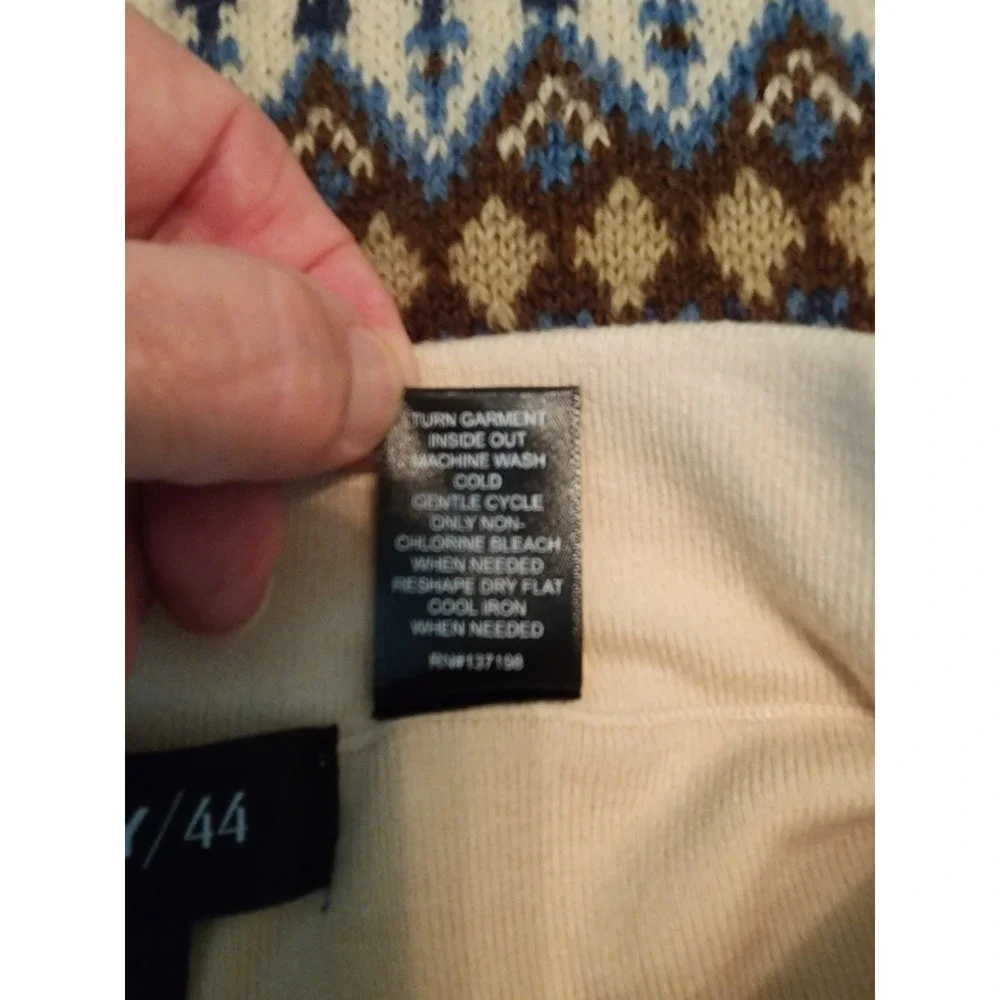 TURN GARMENT
INSIDE OUT
MACHINE WASH
COLD
GENTLE CYCLE
ONLY NON-
CHLORINE BLEACH
WHEN NEEDED
RESHAPE DRY FLAT
COOL IRON
WHEN NEEDED
RN#137198
Y/44